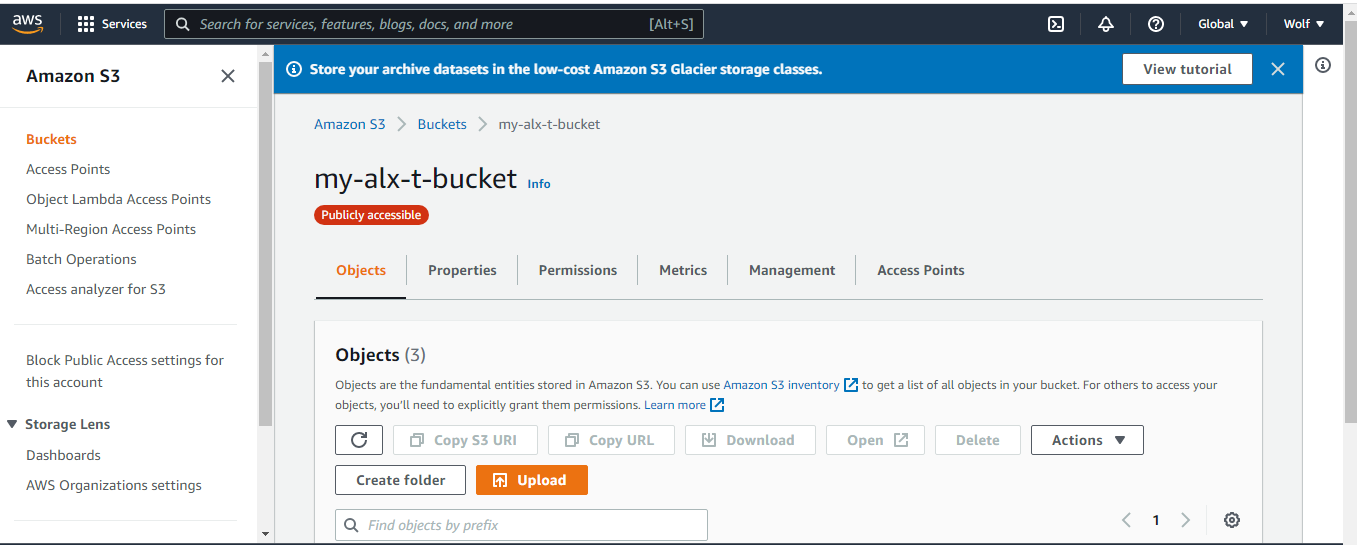 aws Services Search for services, features, blogs, docs, and more [Alt+S] Global Wolf
Amazon S3
Buckets
Access Points
Object Lambda Access Points
Multi-Region Access Points
Batch Operations
Access analyzer for S3
Block Public Access settings for
this account
Storage Lens
Dashboards
AWS Organizations settings
Store your archive datasets in the low-cost Amazon S3 Glacier storage classes. View tutorial
Amazon S3 Buckets my-alx-t-bucket
my-alx-t-bucket Info
Publicly accessible
Objects Properties Permissions Metrics Management Access Points
Objects (3)
Objects are the fundamental entities stored in Amazon S3. You can use Amazon S3 inventory to get a list of all objects in your bucket. For others to access your
objects, you'll need to explicitly grant them permissions. Learn more
Copy S3 URI Copy URL Download Open Delete Actions
Create folder Upload
Find objects by prefix 1